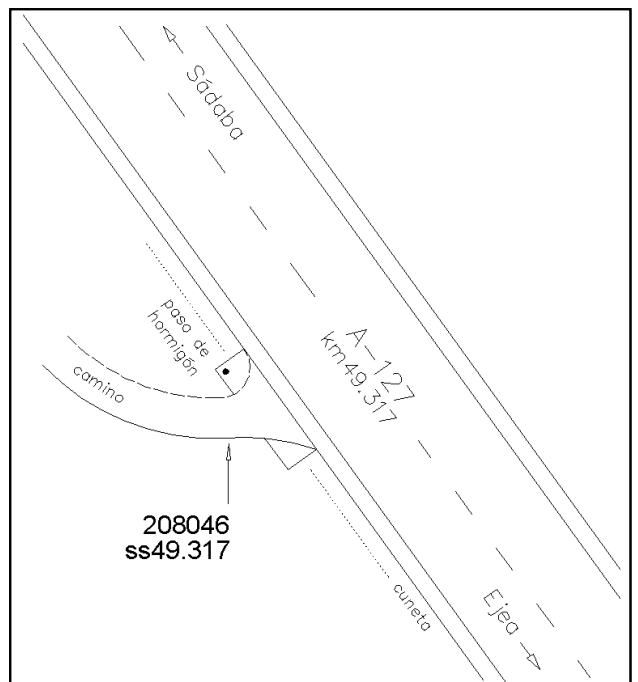 Sádaba
A-127
km49.317
paso de
hormigón
camino
208046
ss49.317
cuneta
Ejea